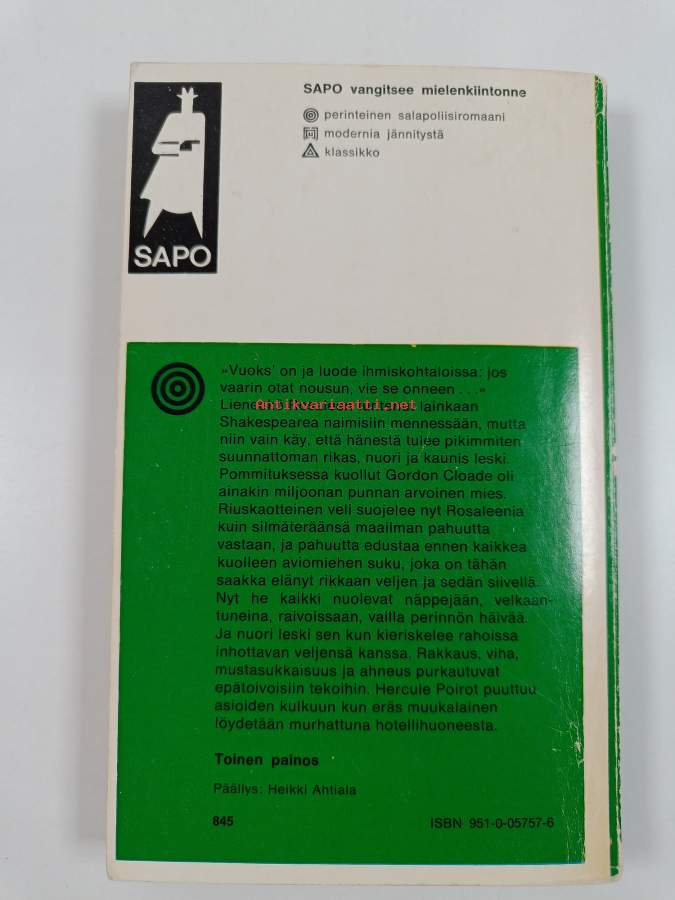 SAPO vangitsee mielenkiintonne
perinteinen salapoliisiromaani
modernia jännitystä
klassikko
SAPO
»Vuoks' on ja luode ihmiskohtaloissa: jos
vaarin otat nousun, vie se onneen . . .»
Antikvariaatti.net
lainkaan
Shakespearea naimisiin mennessään, mutta
niin vain käy, että hänestä tulee pikimmiten
suunnattoman rikas, nuori ja kaunis leski.
Pommituksessa kuollut Gordon Cloade oli
ainakin miljoonan punnan arvoinen mies.
Riuskaotteinen veli suojelee nyt Rosaleenia
kuin silmäteräänsä maailman pahuutta
vastaan, ja pahuutta edustaa ennen kaikkea
kuolleen aviomiehen suku, joka on tähän
saakka elänyt rikkaan veljen ja sedän siivellä.
Nyt he kaikki nuolevat näppejään, velkaan-
tuneina, raivoissaan, vailla perinnön häivää.
Ja nuori leski sen kun kieriskelee rahoissa
inhottavan veljensä kanssa. Rakkaus, viha,
mustasukkaisuus ja ahneus purkautuvat
epätoivoisiin tekoihin. Hercule Poirot puuttuu
asioiden kulkuun kun eräs muukalainen
löydetään murhattuna hotellihuoneesta.
Toinen painos
Päällys: Heikki Ahtiala
845 ISBN 951-0-05757-6